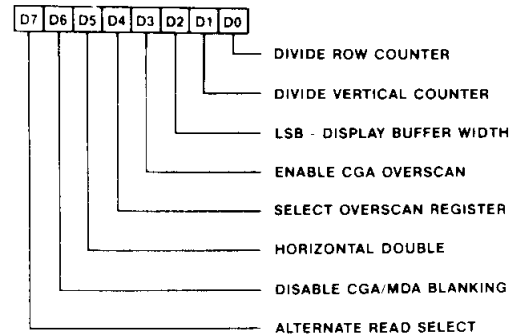 D7 D6 D5 D4 D3 D2 D1 D0
DIVIDE ROW COUNTER
DIVIDE VERTICAL COUNTER
LSB - DISPLAY BUFFER WIDTH
ENABLE CGA OVERSCAN
SELECT OVERSCAN REGISTER
HORIZONTAL DOUBLE
DISABLE CGA/MDA BLANKING
ALTERNATE READ SELECT